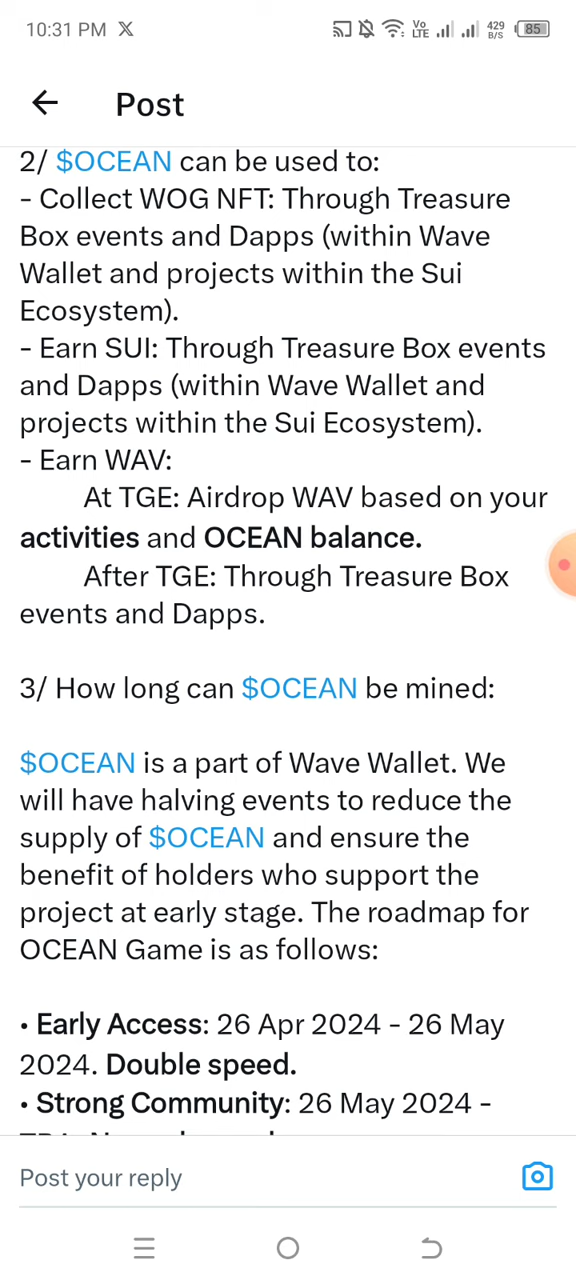 10:31 PM X
Vo LTE 429 B/S 85
Post
2/ $OCEAN can be used to:
- Collect WOG NFT: Through Treasure
Box events and Dapps (within Wave
Wallet and projects within the Sui
Ecosystem).
- Earn SUI: Through Treasure Box events
and Dapps (within Wave Wallet and
projects within the Sui Ecosystem).
- Earn WAV:
At TGE: Airdrop WAV based on your
activities and OCEAN balance.
After TGE: Through Treasure Box
events and Dapps.
3/ How long can $OCEAN be mined:
$OCEAN is a part of Wave Wallet. We
will have halving events to reduce the
supply of $OCEAN and ensure the
benefit of holders who support the
project at early stage. The roadmap for
OCEAN Game is as follows:
• Early Access: 26 Apr 2024 - 26 May
2024. Double speed.
• Strong Community: 26 May 2024 -
Post your reply